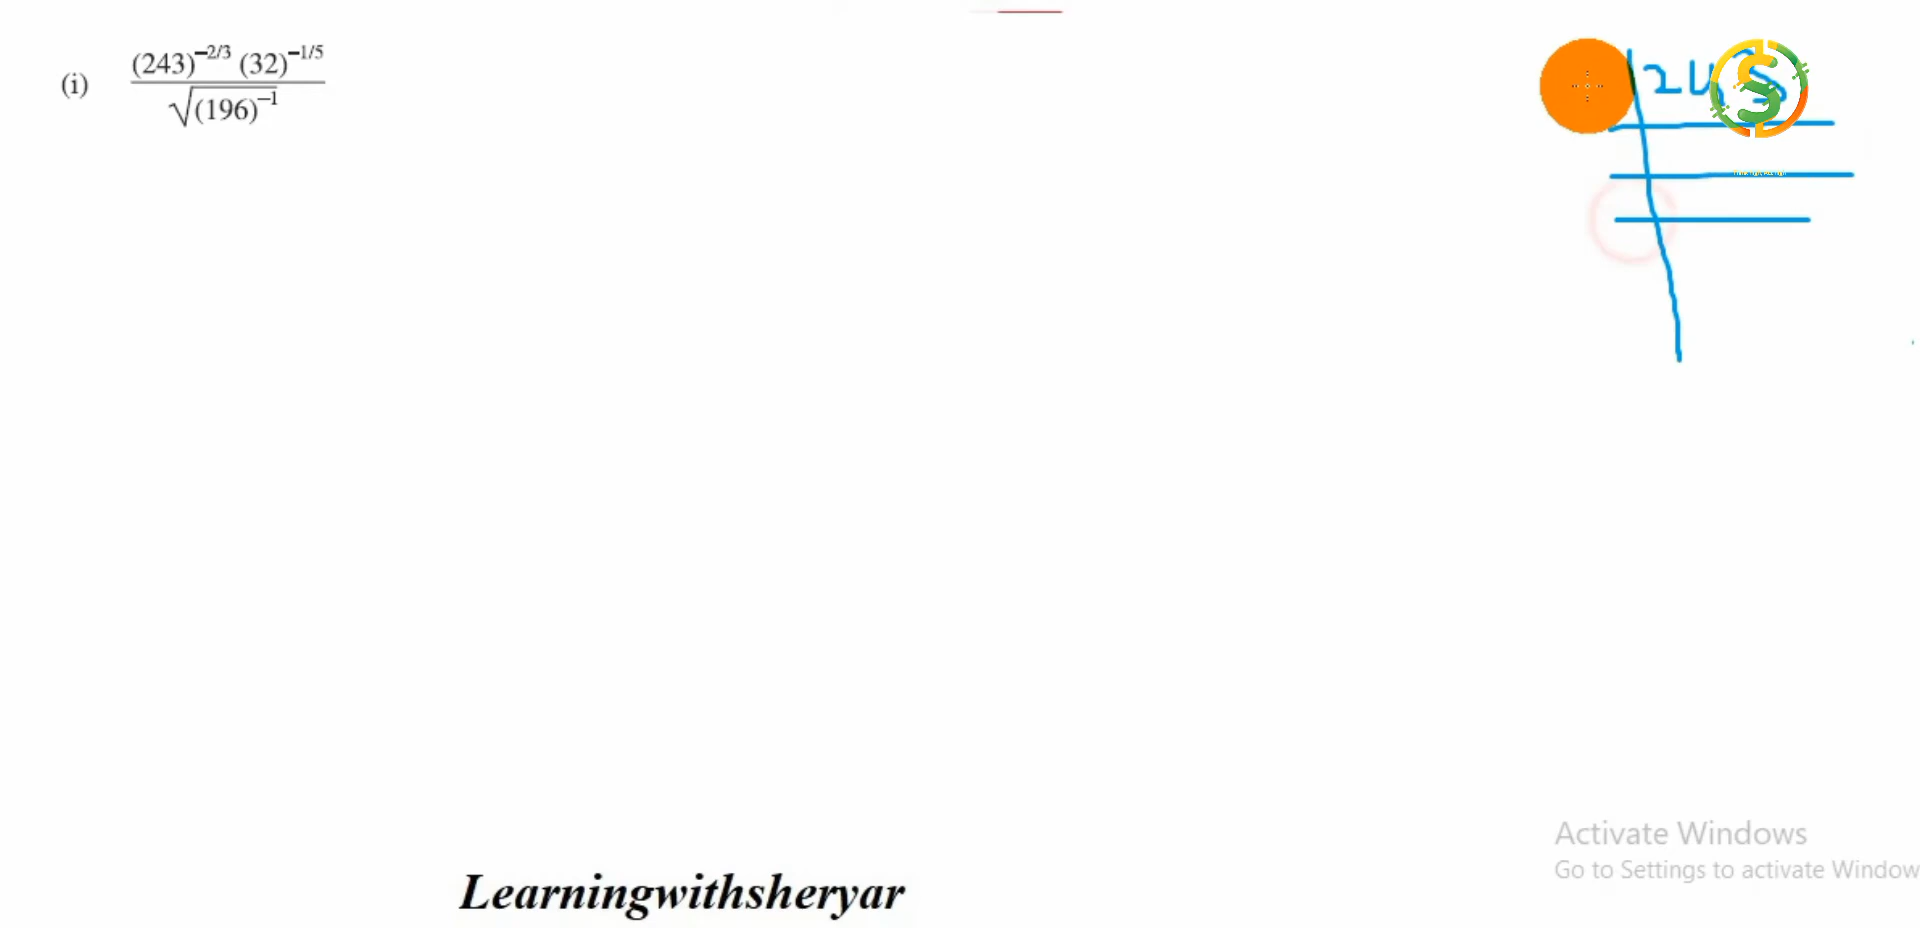 (i) (243)^{-2/3} (32)^{-1/5} / √(196)^{-1}
Learningwithsheryar
Activate Windows
Go to Settings to activate Window